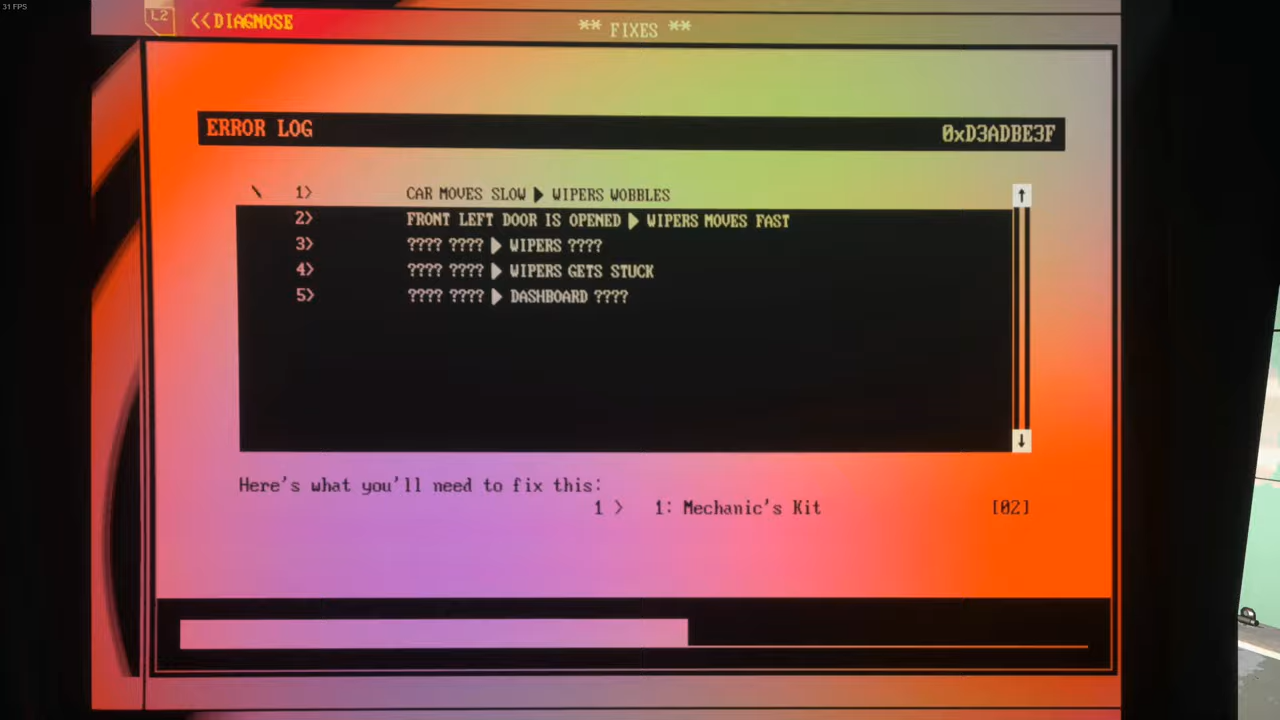 31 FPS
L2 <<DIAGNOSE ** FIXES **
ERROR LOG 0xD3ADBE3F
1> CAR MOVES SLOW ▶ WIPERS WOBBLES
2> FRONT LEFT DOOR IS OPENED ▶ WIPERS MOVES FAST
3> ???? ???? ▶ WIPERS ????
4> ???? ???? ▶ WIPERS GETS STUCK
5> ???? ???? ▶ DASHBOARD ????
Here's what you'll need to fix this:
1 > 1: Mechanic's Kit [02]